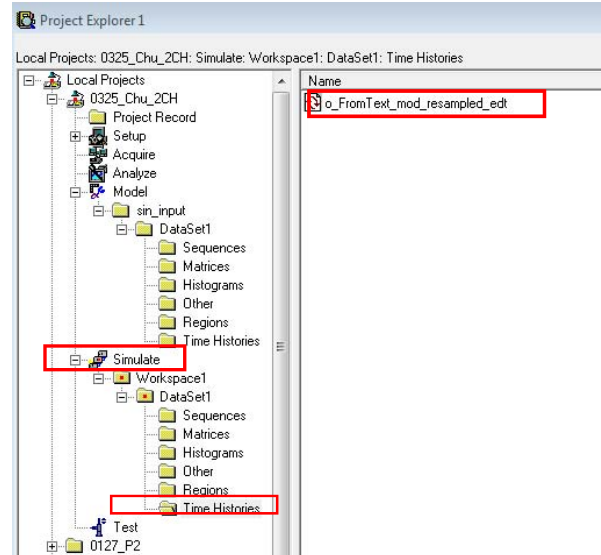 Project Explorer 1
Local Projects: 0325_Chu_2CH: Simulate: Workspace1: DataSet1: Time Histories
Local Projects
0325_Chu_2CH
Project Record
Setup
Acquire
Analyze
Model
sin_input
DataSet1
Sequences
Matrices
Histograms
Other
Regions
Time Histories
Simulate
Workspace1
DataSet1
Sequences
Matrices
Histograms
Other
Regions
Time Histories
Test
0127_P2
Name
o_FromText_mod_resampled_edt